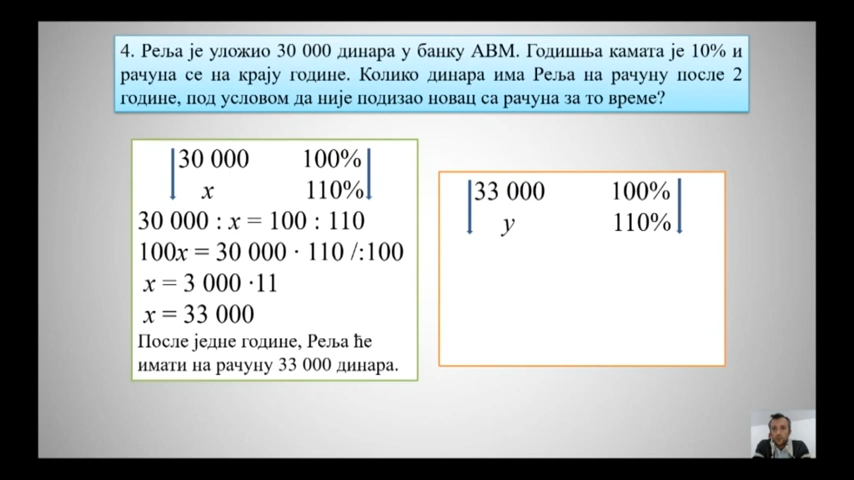 4. Реља је уложио 30 000 динара у банку АВМ. Годишња камата је 10% и
рачуна се на крају године. Колико динара има Реља на рачуну после 2
године, под условом да није подизао новац са рачуна за то време?
30 000 100%
x 110%
30 000 : x = 100 : 110
100x = 30 000 · 110 /:100
x = 3 000 ·11
x = 33 000
После једне године, Реља ће
имати на рачуну 33 000 динара.
33 000 100%
y 110%